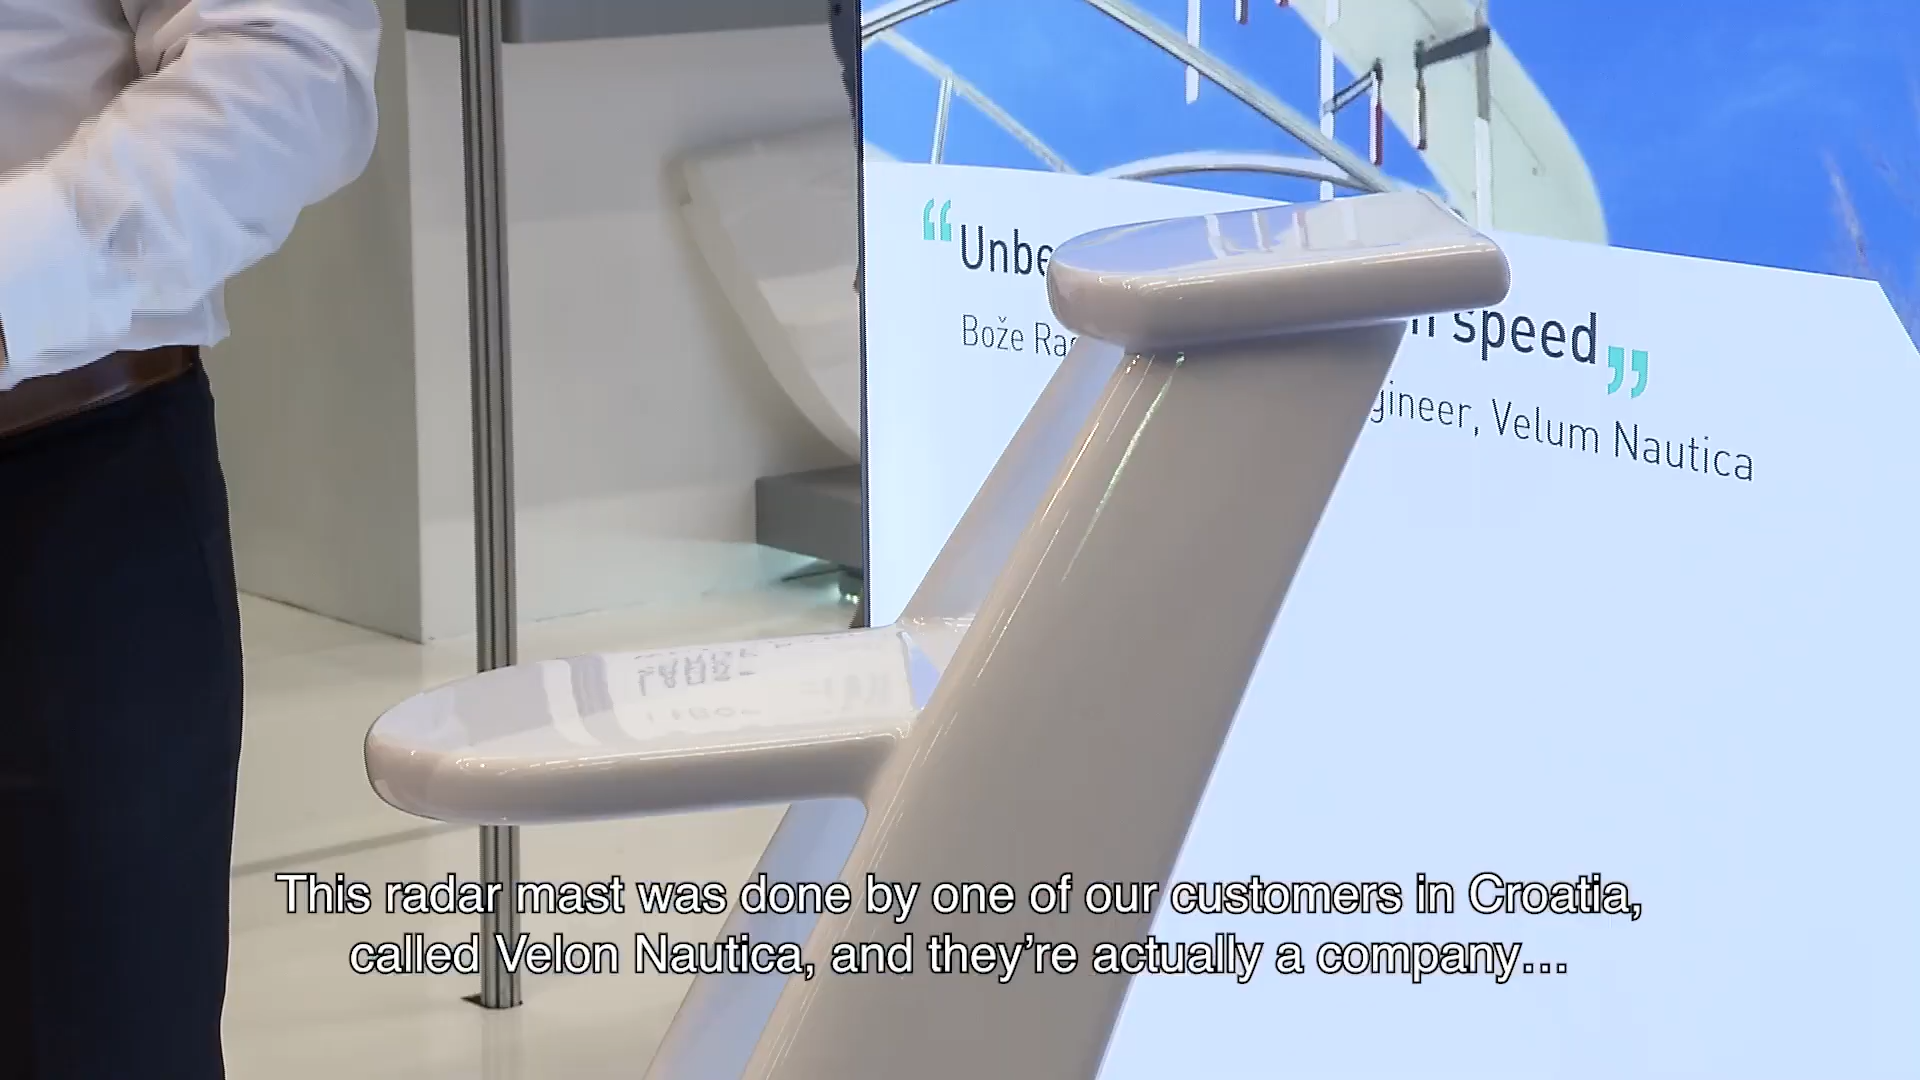 “Unbe
n speed”
Bože Ra
gineer, Velum Nautica
This radar mast was done by one of our customers in Croatia,
called Velon Nautica, and they’re actually a company…